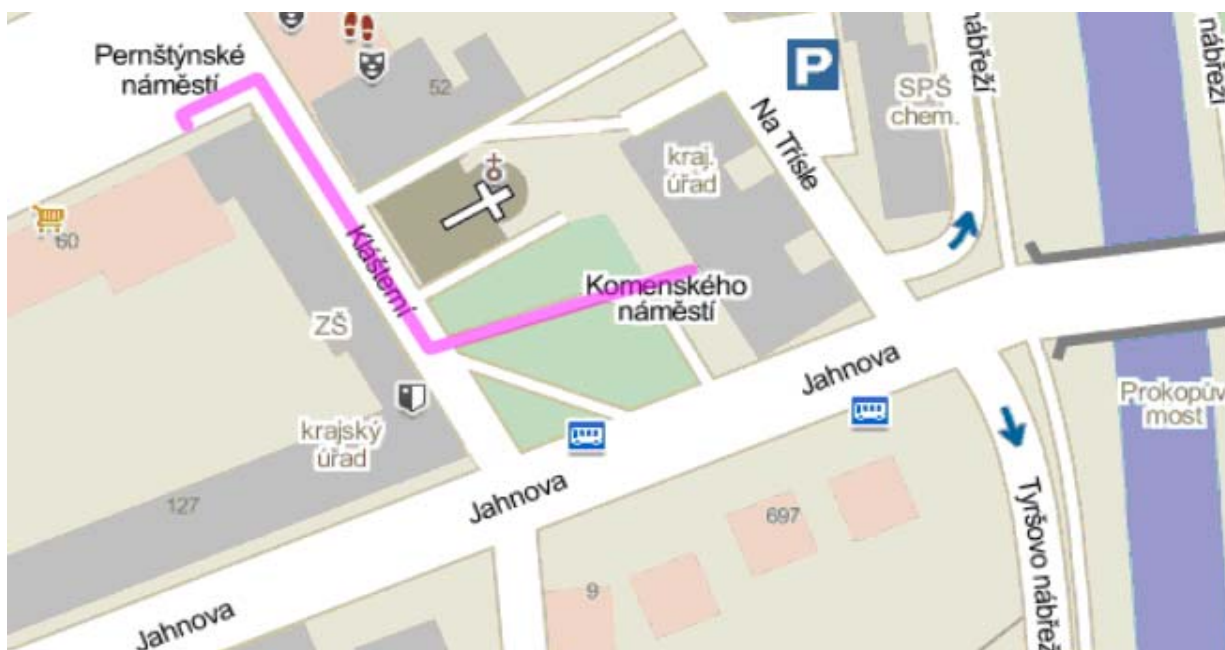 Pernštýnské
náměstí
52
P
SPŠ
chem.
nábřeží
nábřeží
Na Třísle
kraj.
úřad
60
Klášterní
Komenského
náměstí
ZŠ
Jahnova
Prokopův
most
krajský
úřad
127
Jahnova
697
Tyršovo nábřeží
9
Jahnova